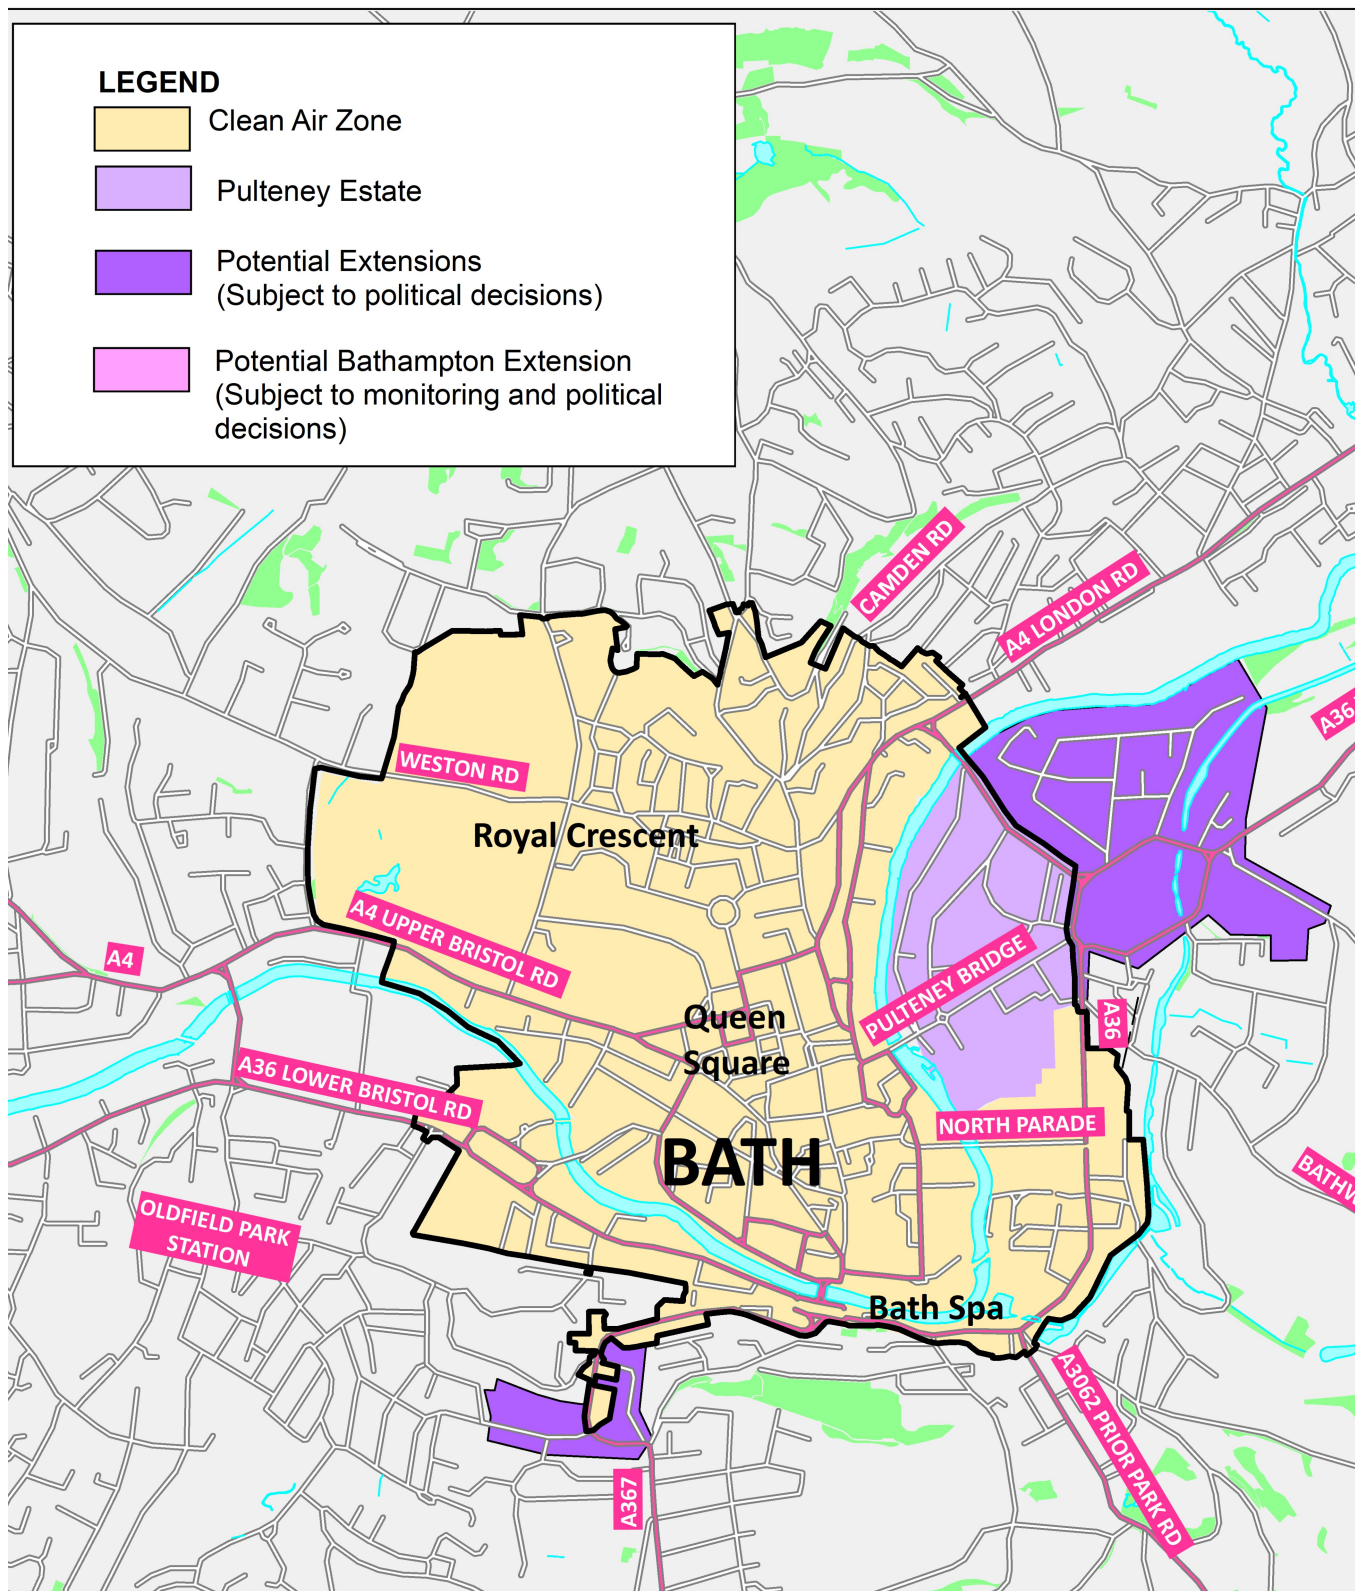 LEGEND
Clean Air Zone
Pulteney Estate
Potential Extensions
(Subject to political decisions)
Potential Bathampton Extension
(Subject to monitoring and political
decisions)
CAMDEN RD
A4 LONDON RD
A36
WESTON RD
Royal Crescent
A4 UPPER BRISTOL RD
A4
PULTENEY BRIDGE
Queen
Square
A36
A36 LOWER BRISTOL RD
NORTH PARADE
BATH
BATHW
OLDFIELD PARK
STATION
Bath Spa
A3062 PRIOR PARK RD
A367